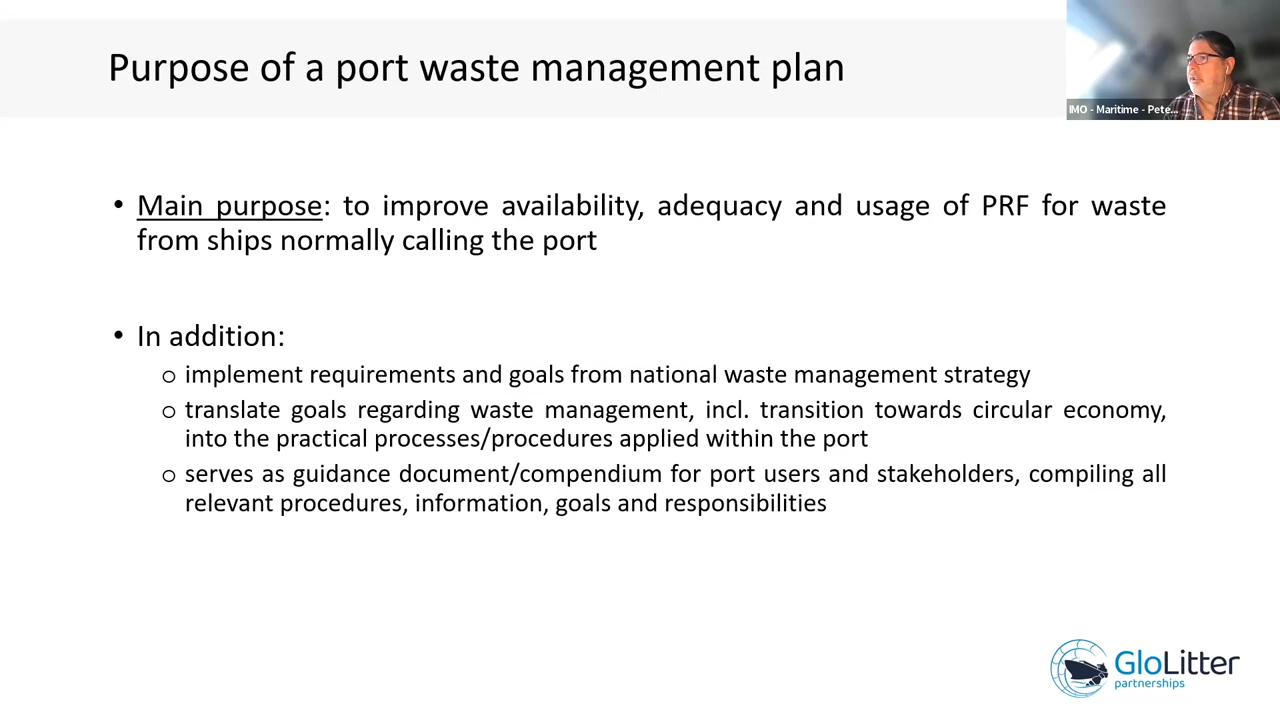 Purpose of a port waste management plan
IMO - Maritime - Pete...
• Main purpose: to improve availability, adequacy and usage of PRF for waste
from ships normally calling the port
• In addition:
o implement requirements and goals from national waste management strategy
o translate goals regarding waste management, incl. transition towards circular economy,
into the practical processes/procedures applied within the port
o serves as guidance document/compendium for port users and stakeholders, compiling all
relevant procedures, information, goals and responsibilities
GloLitter
partnerships